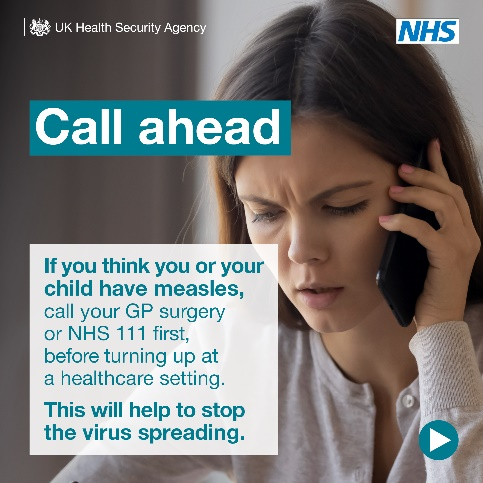 UK Health Security Agency
NHS
Call ahead
If you think you or your
child have measles,
call your GP surgery
or NHS 111 first,
before turning up at
a healthcare setting.
This will help to stop
the virus spreading.